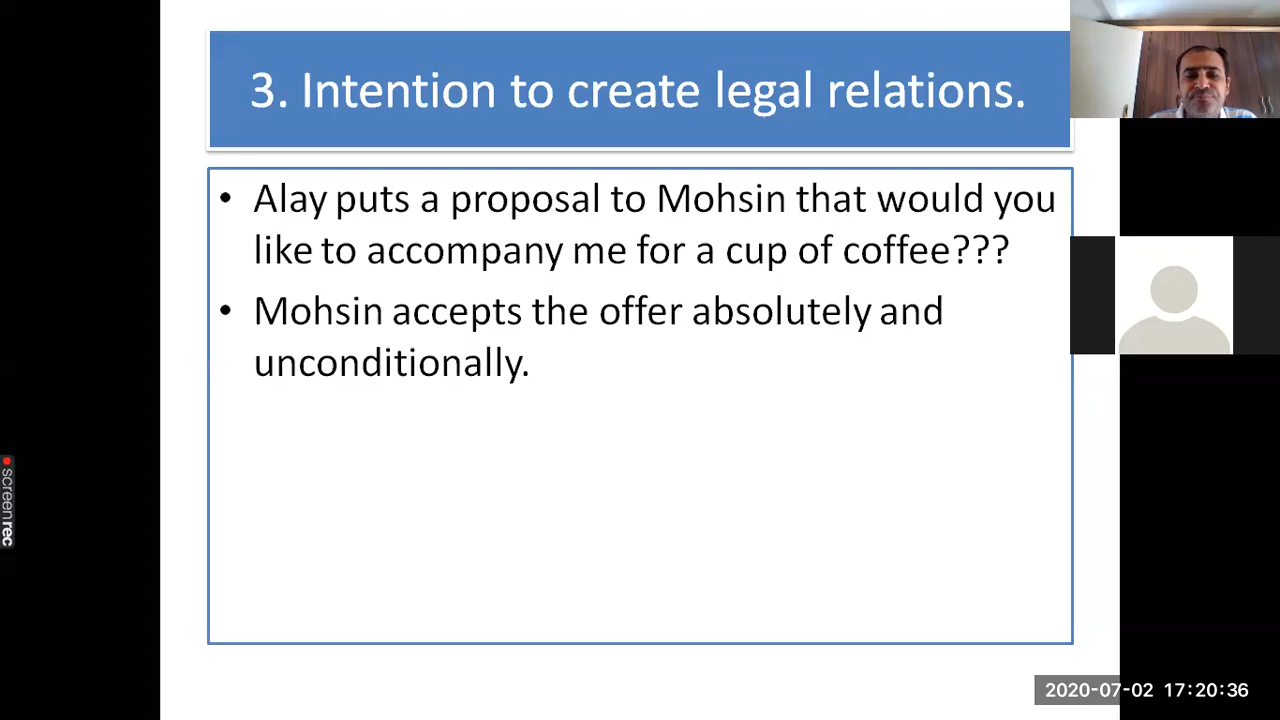 3. Intention to create legal relations.
• Alay puts a proposal to Mohsin that would you
like to accompany me for a cup of coffee???
• Mohsin accepts the offer absolutely and
unconditionally.
screenrec
2020-07-02 17:20:36